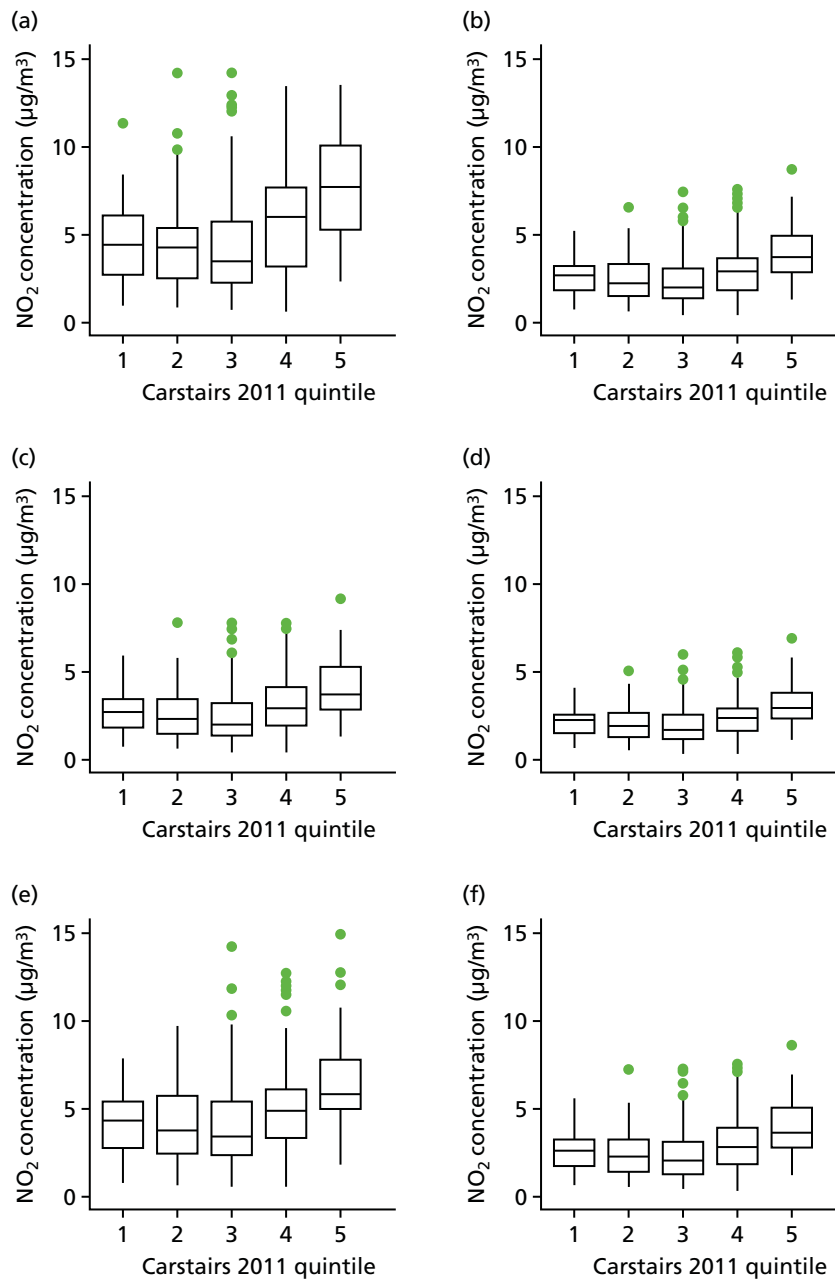 (a)
NO₂ concentration (µg/m³)
15
10
5
0
1 2 3 4 5
Carstairs 2011 quintile
(b)
NO₂ concentration (µg/m³)
15
10
5
0
1 2 3 4 5
Carstairs 2011 quintile
(c)
NO₂ concentration (µg/m³)
15
10
5
0
1 2 3 4 5
Carstairs 2011 quintile
(d)
NO₂ concentration (µg/m³)
15
10
5
0
1 2 3 4 5
Carstairs 2011 quintile
(e)
NO₂ concentration (µg/m³)
15
10
5
0
1 2 3 4 5
Carstairs 2011 quintile
(f)
NO₂ concentration (µg/m³)
15
10
5
0
1 2 3 4 5
Carstairs 2011 quintile